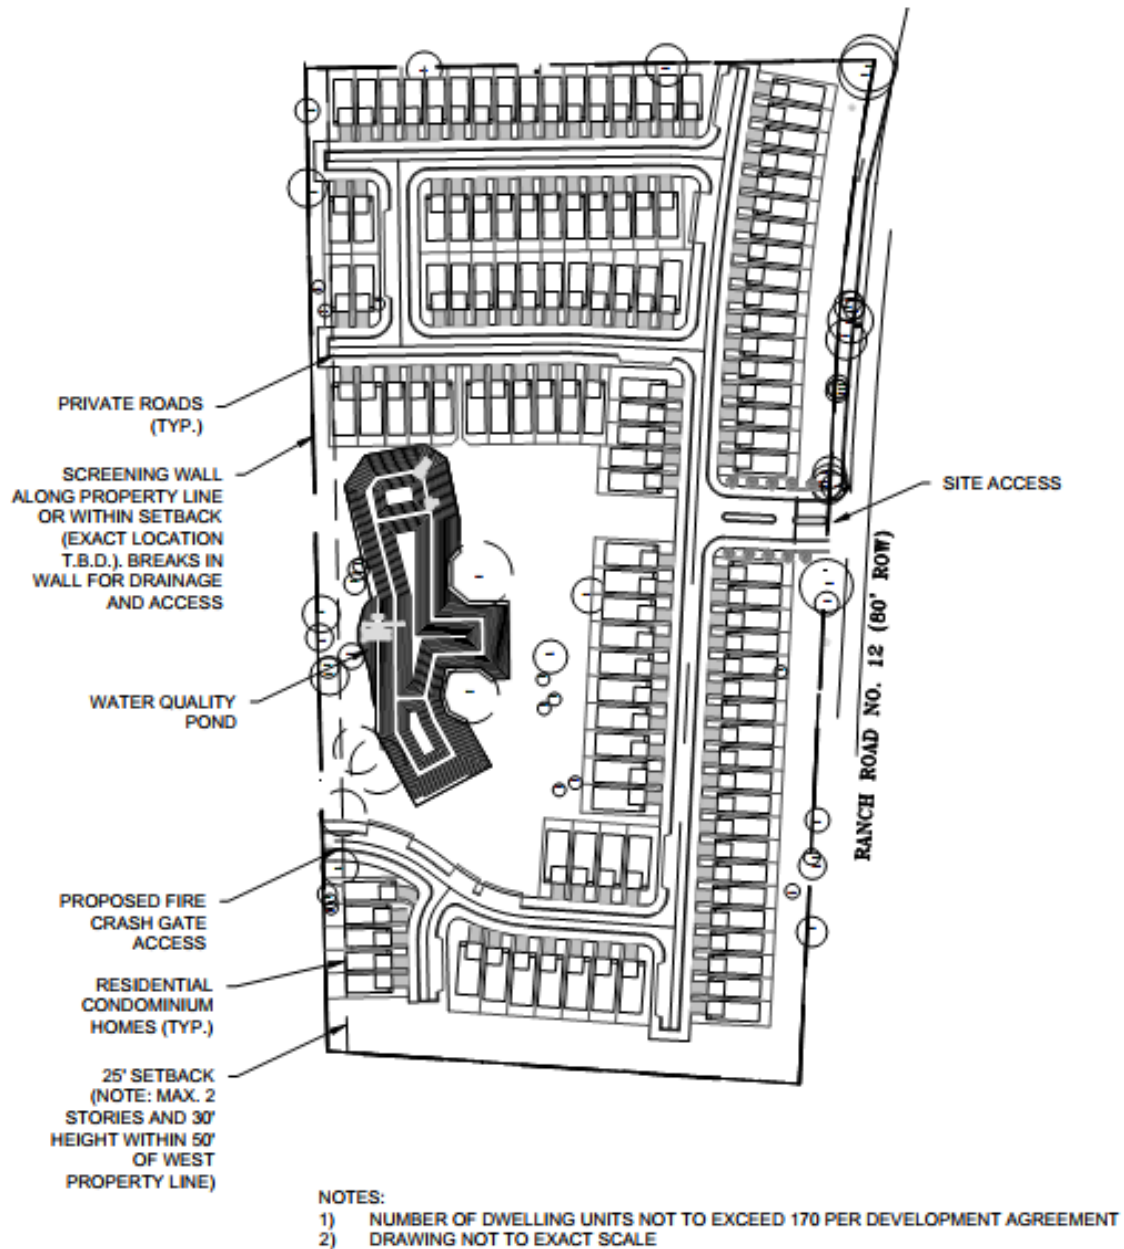 PRIVATE ROADS
(TYP.)
SCREENING WALL
ALONG PROPERTY LINE
OR WITHIN SETBACK
(EXACT LOCATION
T.B.D.). BREAKS IN
WALL FOR DRAINAGE
AND ACCESS
SITE ACCESS
RANCH ROAD NO. 12 (80' ROW)
WATER QUALITY
POND
PROPOSED FIRE
CRASH GATE
ACCESS
RESIDENTIAL
CONDOMINIUM
HOMES (TYP.)
25' SETBACK
(NOTE: MAX. 2
STORIES AND 30'
HEIGHT WITHIN 50'
OF WEST
PROPERTY LINE)
NOTES:
1) NUMBER OF DWELLING UNITS NOT TO EXCEED 170 PER DEVELOPMENT AGREEMENT
2) DRAWING NOT TO EXACT SCALE